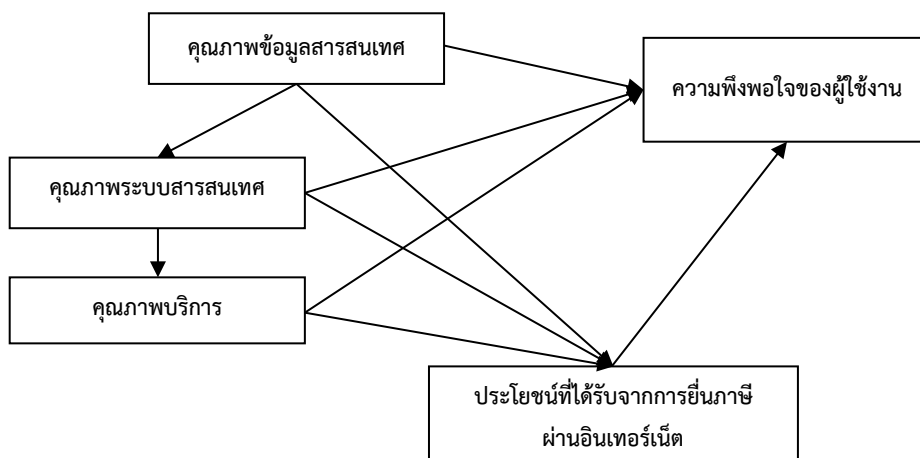 คุณภาพข้อมูลสารสนเทศ
ความพึงพอใจของผู้ใช้งาน
คุณภาพระบบสารสนเทศ
คุณภาพบริการ
ประโยชน์ที่ได้รับจากการยื่นภาษี
ผ่านอินเทอร์เน็ต